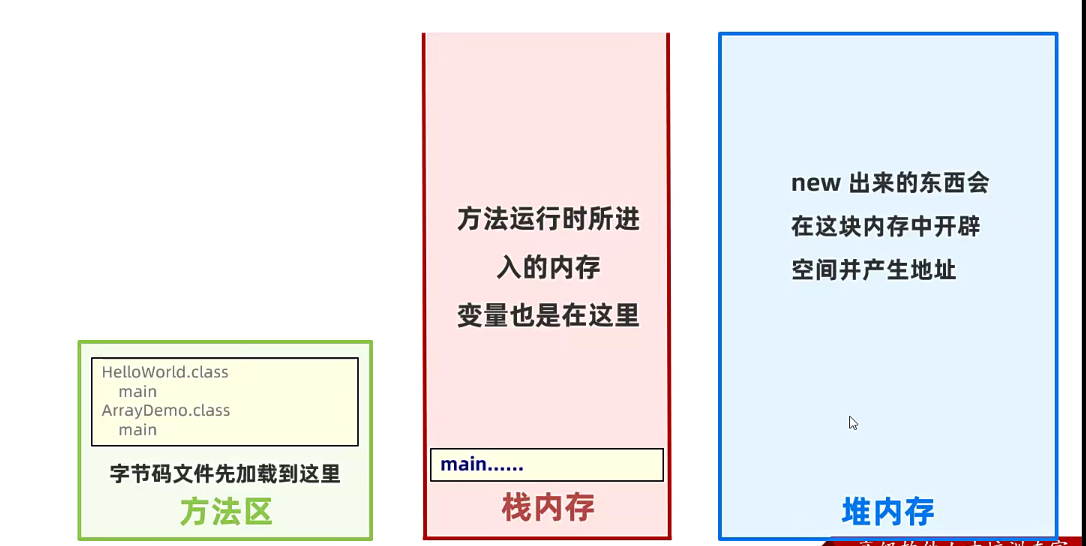 HelloWorld.class
main
ArrayDemo.class
main
字节码文件先加载到这里
方法区
方法运行时所进
入的内存
变量也是在这里
main......
栈内存
new 出来的东西会
在这块内存中开辟
空间并产生地址
堆内存